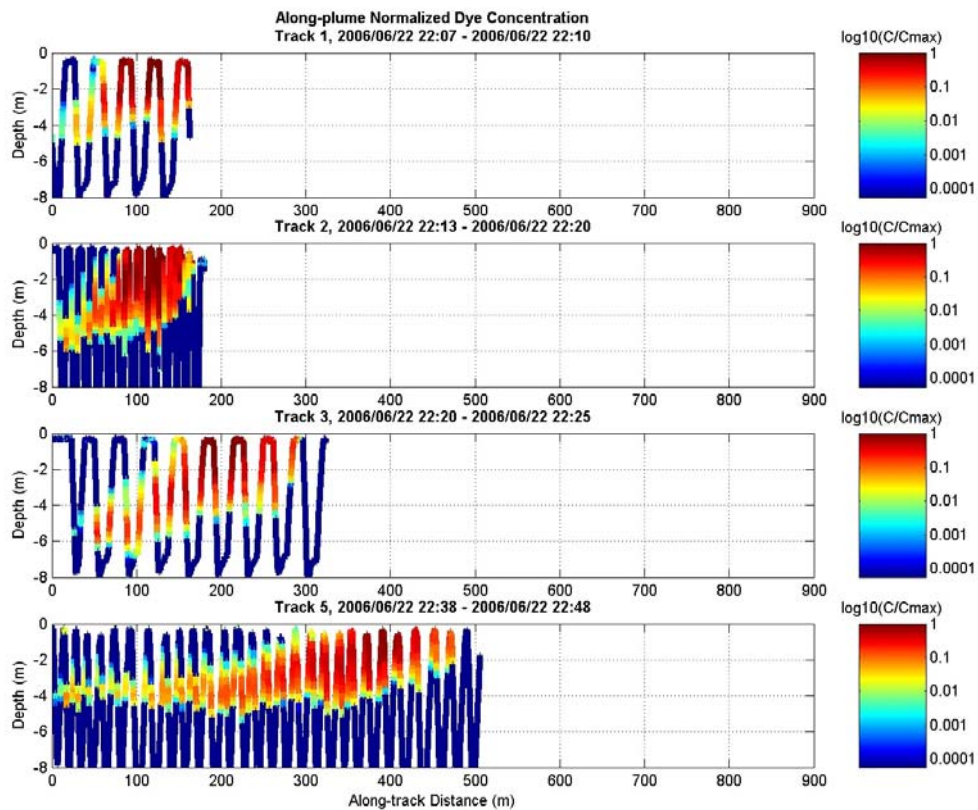 Along-plume Normalized Dye Concentration
Track 1, 2006/06/22 22:07 - 2006/06/22 22:10
log10(C/Cmax)
0
-2
-4
-6
-8
Depth (m)
0 100 200 300 400 500 600 700 800 900
1
0.1
0.01
0.001
0.0001
Track 2, 2006/06/22 22:13 - 2006/06/22 22:20
log10(C/Cmax)
0
-2
-4
-6
-8
Depth (m)
0 100 200 300 400 500 600 700 800 900
1
0.1
0.01
0.001
0.0001
Track 3, 2006/06/22 22:20 - 2006/06/22 22:25
log10(C/Cmax)
0
-2
-4
-6
-8
Depth (m)
0 100 200 300 400 500 600 700 800 900
1
0.1
0.01
0.001
0.0001
Track 5, 2006/06/22 22:38 - 2006/06/22 22:48
log10(C/Cmax)
0
-2
-4
-6
-8
Depth (m)
0 100 200 300 400 500 600 700 800 900
Along-track Distance (m)
1
0.1
0.01
0.001
0.0001